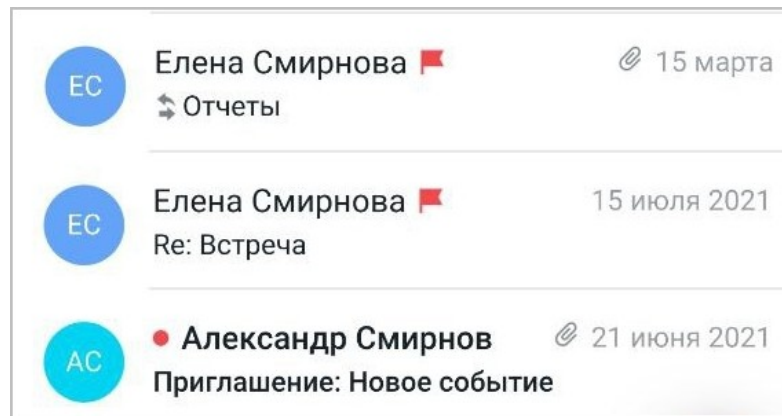 ЕС Елена Смирнова 15 марта
Отчеты
ЕС Елена Смирнова 15 июля 2021
Re: Встреча
АС Александр Смирнов 21 июня 2021
Приглашение: Новое событие